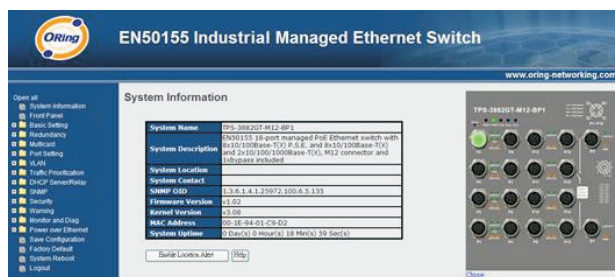 ORing
EN50155 Industrial Managed Ethernet Switch
www.oring-networking.com
Open all
System Information
Front Panel
Basic Setting
Redundancy
Multicast
Port Setting
VLAN
Traffic Prioritization
DHCP Server/Relay
SNMP
Security
Warning
Monitor and Diag
Power over Ethernet
Save Configuration
Factory Default
System Reboot
Logout
System Information
System Name TPS-3882GT-M12-BP1
System Description EN50155 18-port managed PoE Ethernet switch with 8x10/100Base-T(X) P.S.E. and 8x10/100Base-T(X) and 2x10/100/1000Base-T(X), M12 connector and 1xbypass included
System Location
System Contact
SNMP OID 1.3.6.1.4.1.25972.100.6.5.135
Firmware Version v1.02
Kernel Version v3.08
MAC Address 00-1E-94-01-C9-D2
System Uptime 0 Day(s) 0 Hour(s) 18 Min(s) 59 Sec(s)
Enable Location Alert Help
TPS-3882GT-M12-BP1
Close